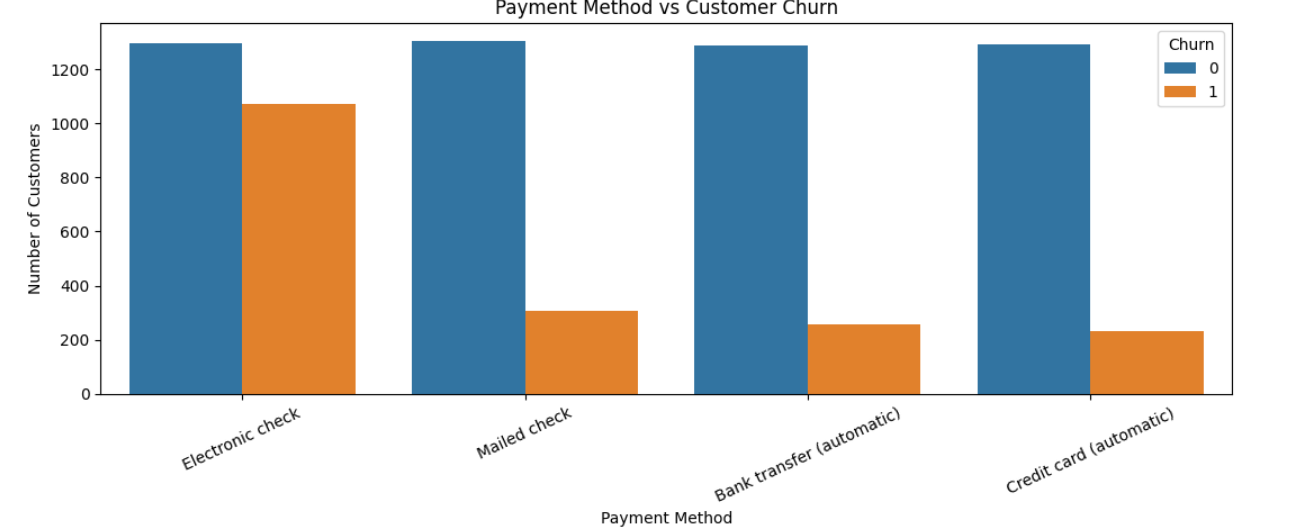 Payment Method vs Customer Churn
Churn
0
1
Number of Customers
1200
1000
800
600
400
200
0
Electronic check
Mailed check
Bank transfer (automatic)
Credit card (automatic)
Payment Method